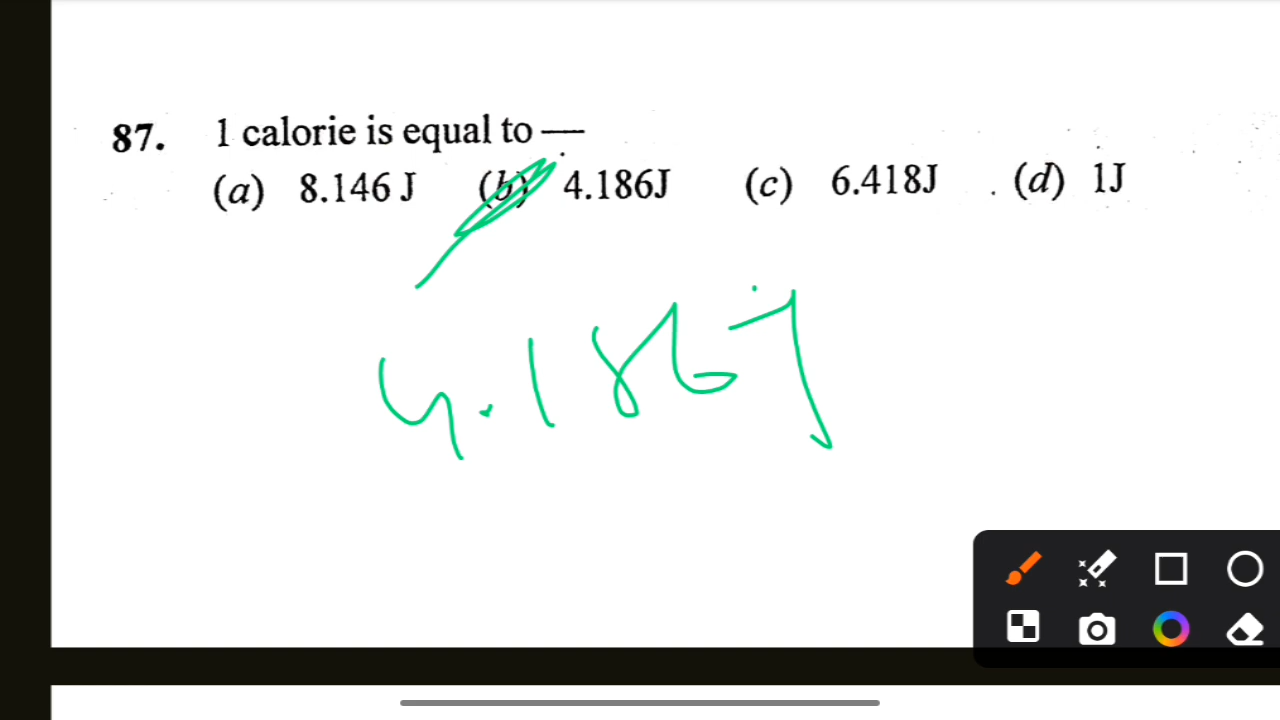 87. 1 calorie is equal to —
(a) 8.146 J (b) 4.186J (c) 6.418J (d) 1J
4.186j